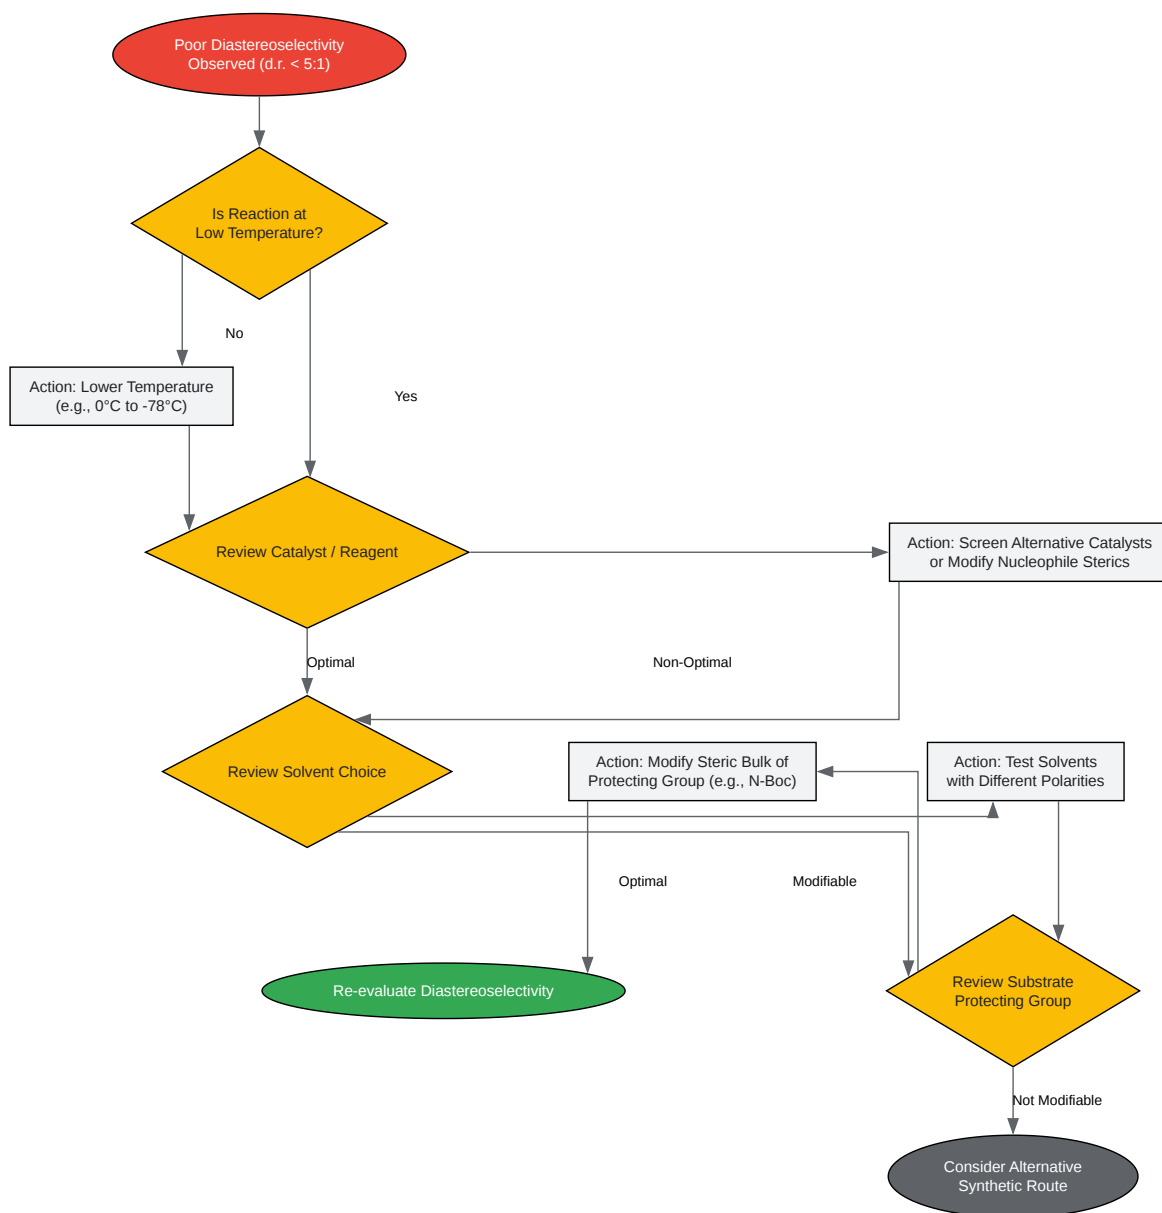 Poor Diastereoselectivity
Observed (d.r. < 5:1)
Is Reaction at
Low Temperature?
No
Action: Lower Temperature
(e.g., 0°C to -78°C)
Yes
Review Catalyst / Reagent
Action: Screen Alternative Catalysts
or Modify Nucleophile Sterics
Optimal
Non-Optimal
Review Solvent Choice
Action: Modify Steric Bulk of
Protecting Group (e.g., N-Boc)
Action: Test Solvents
with Different Polarities
Optimal
Modifiable
Re-evaluate Diastereoselectivity
Review Substrate
Protecting Group
Not Modifiable
Consider Alternative
Synthetic Route